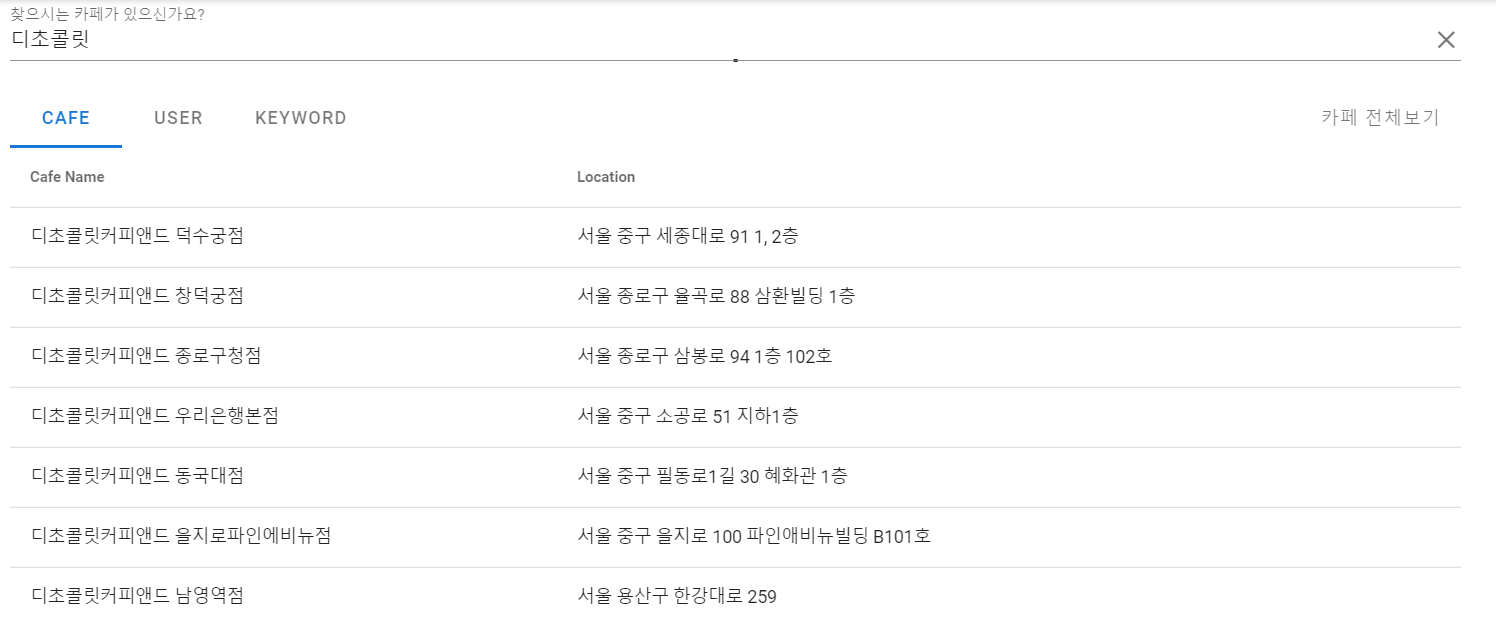 찾으시는 카페가 있으신가요?
디초콜릿
CAFE USER KEYWORD 카페 전체보기
Cafe Name Location
디초콜릿커피앤드 덕수궁점 서울 중구 세종대로 91 1, 2층
디초콜릿커피앤드 창덕궁점 서울 종로구 율곡로 88 삼환빌딩 1층
디초콜릿커피앤드 종로구청점 서울 종로구 삼봉로 94 1층 102호
디초콜릿커피앤드 우리은행본점 서울 중구 소공로 51 지하1층
디초콜릿커피앤드 동국대점 서울 중구 필동로1길 30 혜화관 1층
디초콜릿커피앤드 을지로파인에비뉴점 서울 중구 을지로 100 파인애비뉴빌딩 B101호
디초콜릿커피앤드 남영역점 서울 용산구 한강대로 259